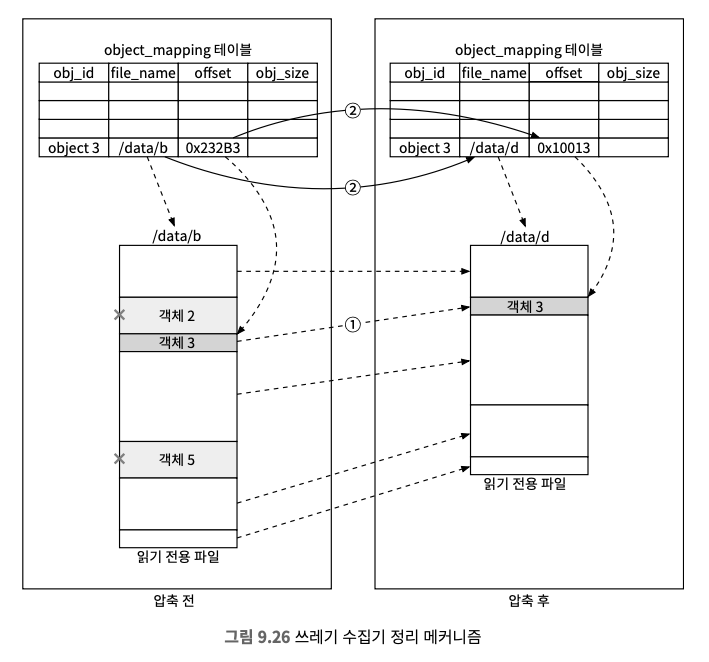 object_mapping 테이블
obj_id file_name offset obj_size
object 3 /data/b 0x232B3
/data/b
객체 2
객체 3
객체 5
읽기 전용 파일
압축 전
②
②
①
object_mapping 테이블
obj_id file_name offset obj_size
object 3 /data/d 0x10013
/data/d
객체 3
읽기 전용 파일
압축 후
그림 9.26 쓰레기 수집기 정리 메커니즘